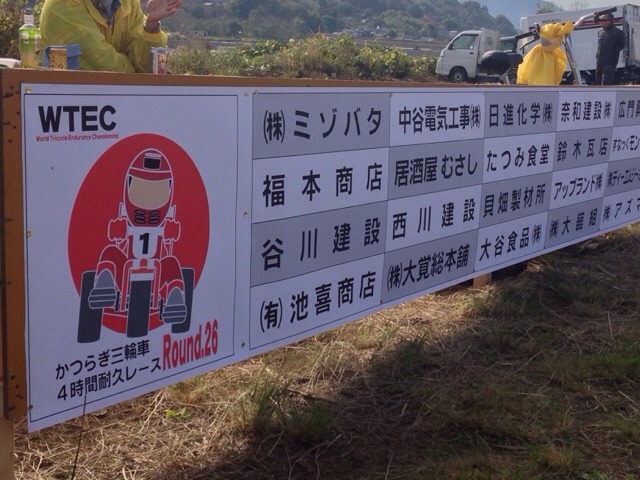 WTEC
World Tricycle Endurance Championship
1
かつらぎ三輪車
4時間耐久レース
Round.26
㈱ミゾバタ 中谷電気工事㈱ 日進化学㈱ 奈和建設㈱
福本商店 居酒屋むさし たつみ食堂 鈴木瓦店
谷川建設 西川建設 貝畑製材所 アップランド㈱
(有)池喜商店 ㈱大覚総本舗 大谷食品㈱ ㈱大舘組